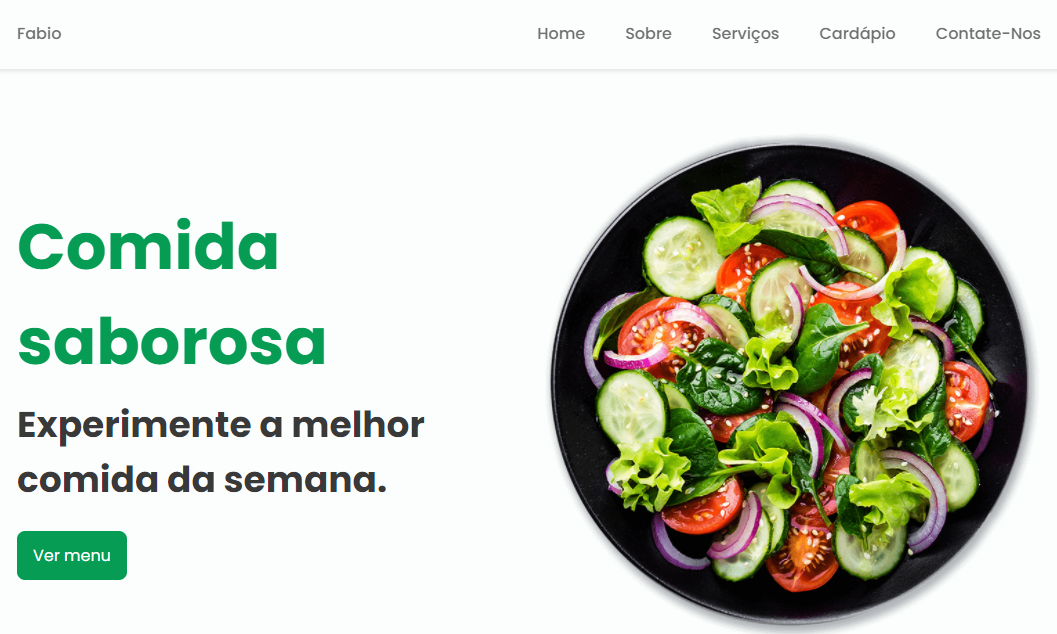 Fabio
Home Sobre Serviços Cardápio Contate-Nos
Comida
saborosa
Experimente a melhor
comida da semana.
Ver menu